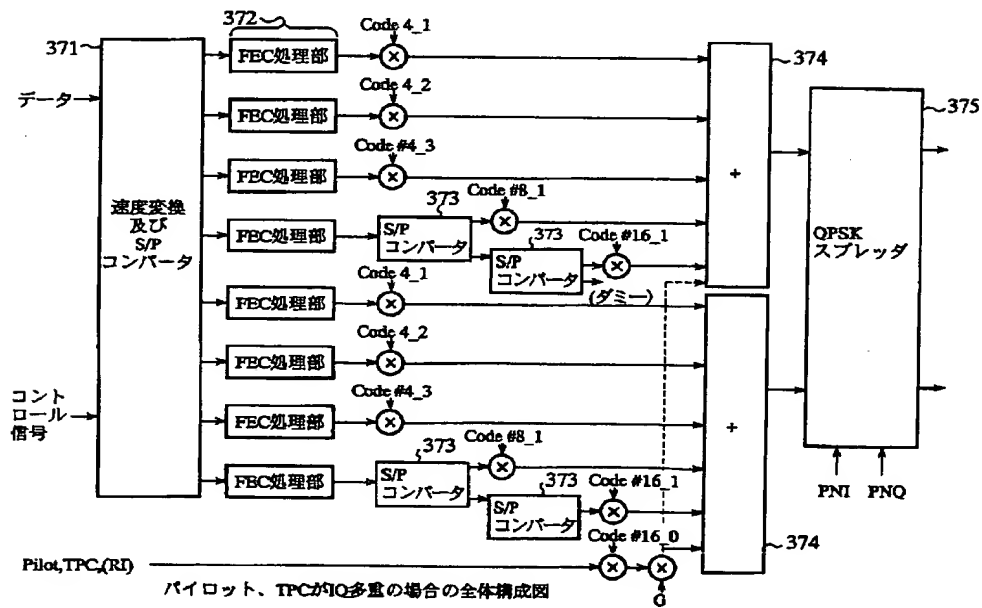 372
Code 4_1
371
FEC処理部
374
データ
Code 4_2
FEC処理部
375
Code #4_3
FEC処理部
Code #8_1
速度変換
及び
S/P
コンバータ
FEC処理部
373
S/P
コンバータ
373
Code #16_1
S/P
コンバータ
(ダミー)
+
QPSK
スプレッダ
Code 4_1
FEC処理部
Code 4_2
FEC処理部
コント
ロール
信号
Code #4_3
FEC処理部
Code #8_1
+
FEC処理部
373
S/P
コンバータ
373
Code #16_1
S/P
コンバータ
PNI
PNQ
Code #16_0
374
Pilot,TPC,(RI)
G
パイロット、TPCがIQ多重の場合の全体構成図